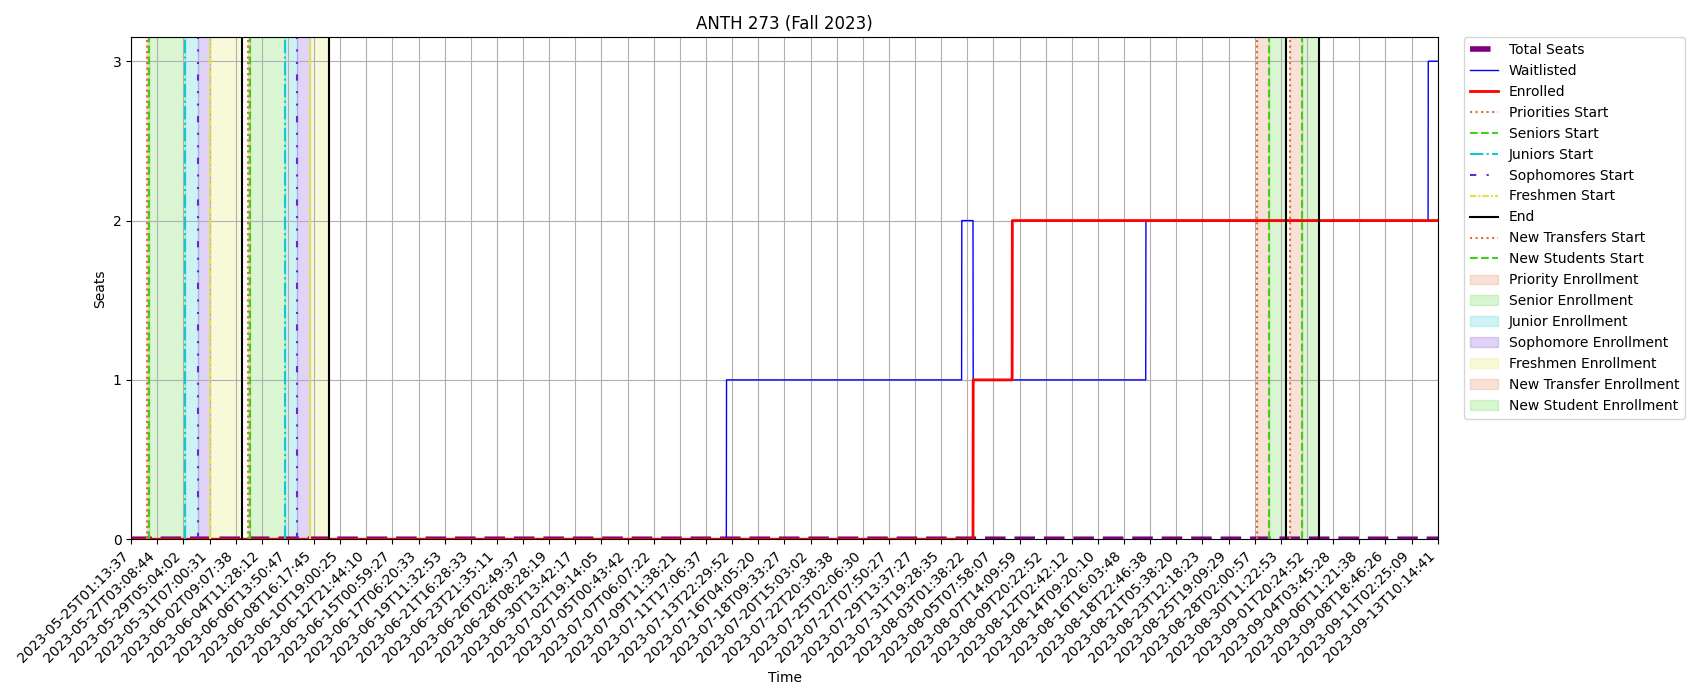 ANTH 273 (Fall 2023)
Seats
3
2
1
0
2023-05-25T01:13:37
2023-05-27T03:08:44
2023-05-29T05:04:02
2023-05-31T07:00:31
2023-06-02T09:07:38
2023-06-04T11:28:12
2023-06-06T13:50:47
2023-06-08T16:17:45
2023-06-10T19:00:25
2023-06-12T21:44:10
2023-06-15T00:59:27
2023-06-17T06:20:33
2023-06-19T11:32:53
2023-06-21T16:28:33
2023-06-23T21:35:11
2023-06-26T02:49:37
2023-06-28T08:28:19
2023-06-30T13:42:17
2023-07-02T19:14:05
2023-07-05T00:43:42
2023-07-07T06:07:22
2023-07-09T11:38:21
2023-07-11T17:06:37
2023-07-13T22:29:52
2023-07-16T04:05:20
2023-07-18T09:33:27
2023-07-20T15:03:02
2023-07-22T20:38:38
2023-07-25T02:06:30
2023-07-27T07:50:27
2023-07-29T13:37:27
2023-07-31T19:28:35
2023-08-03T01:38:22
2023-08-05T07:58:07
2023-08-07T14:09:59
2023-08-09T20:22:52
2023-08-12T02:42:12
2023-08-14T09:20:10
2023-08-16T16:03:48
2023-08-18T22:46:38
2023-08-21T05:38:20
2023-08-23T12:18:23
2023-08-25T19:09:29
2023-08-28T02:00:57
2023-08-30T11:22:53
2023-09-01T20:24:52
2023-09-04T03:45:28
2023-09-06T11:21:38
2023-09-08T18:46:26
2023-09-11T02:25:09
2023-09-13T10:14:41
Time
Total Seats
Waitlisted
Enrolled
Priorities Start
Seniors Start
Juniors Start
Sophomores Start
Freshmen Start
End
New Transfers Start
New Students Start
Priority Enrollment
Senior Enrollment
Junior Enrollment
Sophomore Enrollment
Freshmen Enrollment
New Transfer Enrollment
New Student Enrollment